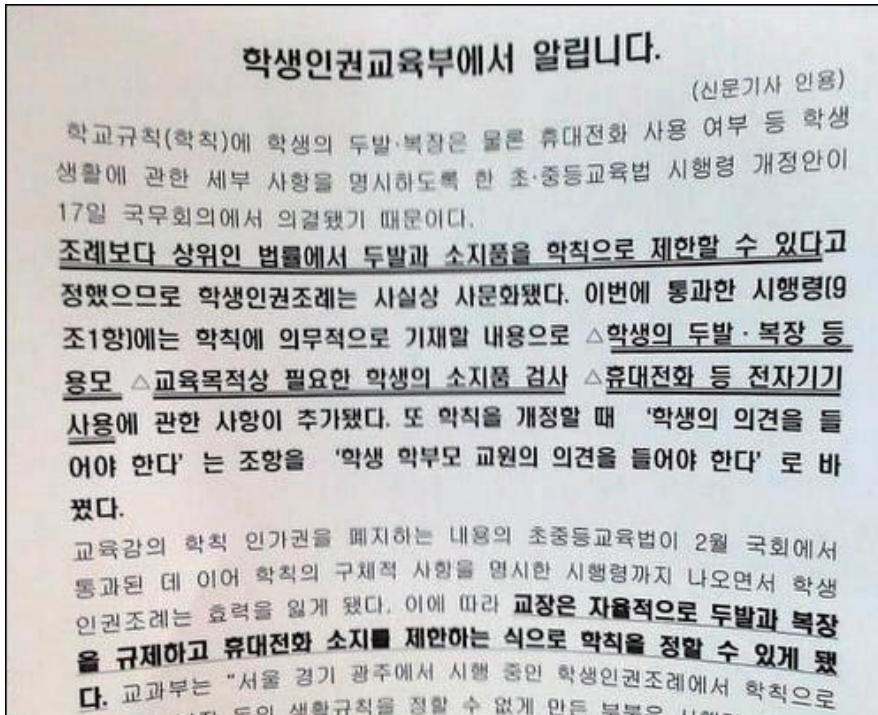 학생인권교육부에서 알립니다.
(신문기사 인용)
학교규칙(학칙)에 학생의 두발·복장은 물론 휴대전화 사용 여부 등 학생
생활에 관한 세부 사항을 명시하도록 한 초·중등교육법 시행령 개정안이
17일 국무회의에서 의결됐기 때문이다.
조례보다 상위인 법률에서 두발과 소지품을 학칙으로 제한할 수 있다고
정했으므로 학생인권조례는 사실상 사문화됐다. 이번에 통과한 시행령(9
조1항)에는 학칙에 의무적으로 기재할 내용으로 △학생의 두발·복장 등
용모 △교육목적상 필요한 학생의 소지품 검사 △휴대전화 등 전자기기
사용에 관한 사항이 추가됐다. 또 학칙을 개정할 때 '학생의 의견을 들
어야 한다' 는 조항을 '학생 학부모 교원의 의견을 들어야 한다' 로 바
꿨다.
교육감의 학칙 인가권을 폐지하는 내용의 초중등교육법이 2월 국회에서
통과된 데 이어 학칙의 구체적 사항을 명시한 시행령까지 나오면서 학생
인권조례는 효력을 잃게 됐다. 이에 따라 교장은 자율적으로 두발과 복장
을 규제하고 휴대전화 소지를 제한하는 식으로 학칙을 정할 수 있게 됐
다. 교과부는 "서울 경기 광주에서 시행 중인 학생인권조례에서 학칙으로
등의 생활규칙을 정할 수 없게 만든 부분은